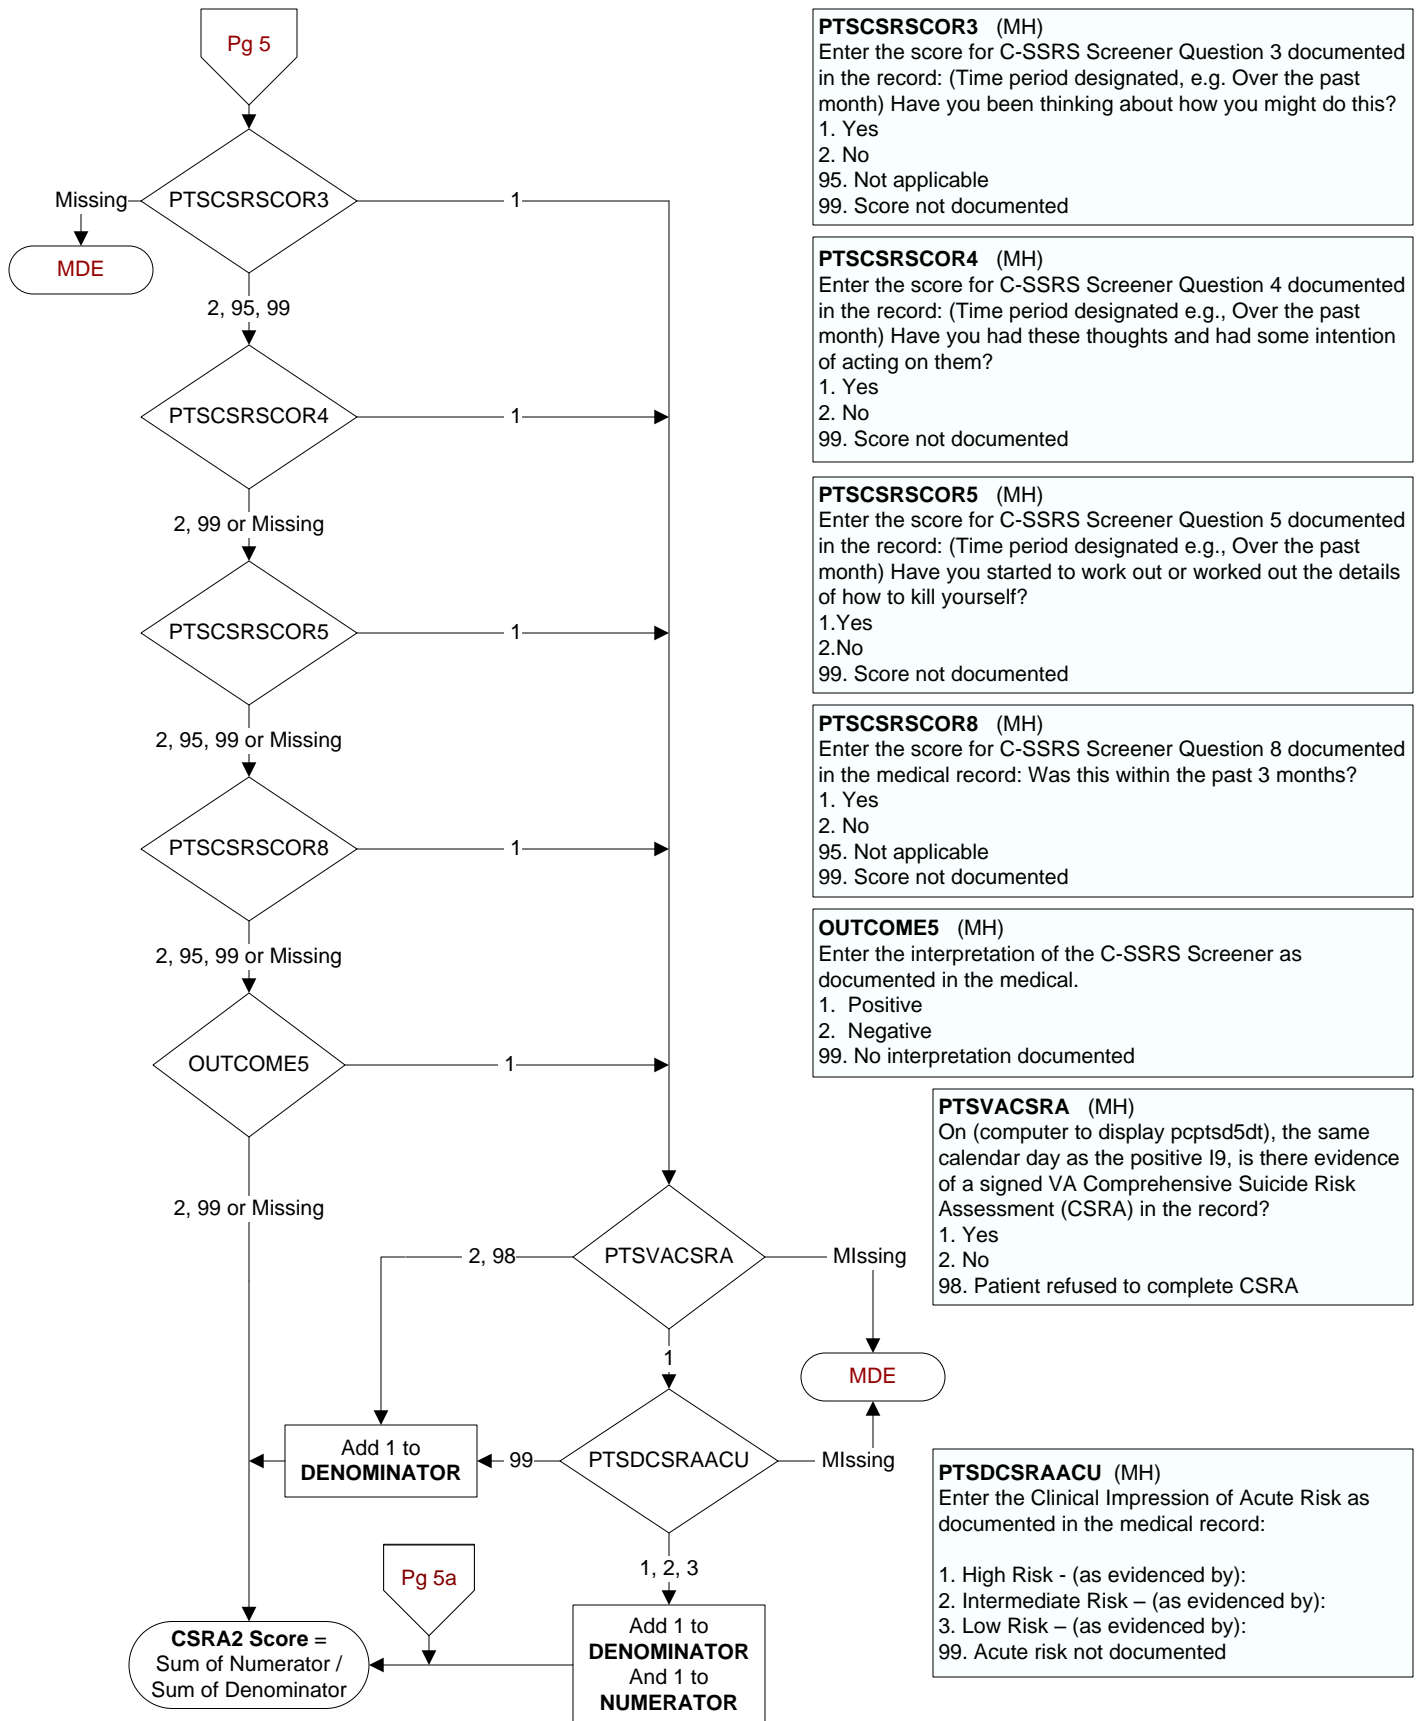 Pg 5
PTSCSRSCOR3
Missing
MDE
1
2, 95, 99
PTSCSRSCOR4
1
2, 99 or Missing
PTSCSRSCOR5
1
2, 95, 99 or Missing
PTSCSRSCOR8
1
2, 95, 99 or Missing
OUTCOME5
1
2, 99 or Missing
PTSVACSRA
2, 98
MIssing
1
MDE
PTSDCSRAACU
99
MIssing
Add 1 to
DENOMINATOR
1, 2, 3
Pg 5a
Add 1 to
DENOMINATOR
And 1 to
NUMERATOR
CSRA2 Score =
Sum of Numerator /
Sum of Denominator
PTSCSRSCOR3 (MH)
Enter the score for C-SSRS Screener Question 3 documented
in the record: (Time period designated, e.g. Over the past
month) Have you been thinking about how you might do this?
1. Yes
2. No
95. Not applicable
99. Score not documented
PTSCSRSCOR4 (MH)
Enter the score for C-SSRS Screener Question 4 documented
in the record: (Time period designated e.g., Over the past
month) Have you had these thoughts and had some intention
of acting on them?
1. Yes
2. No
99. Score not documented
PTSCSRSCOR5 (MH)
Enter the score for C-SSRS Screener Question 5 documented
in the record: (Time period designated e.g., Over the past
month) Have you started to work out or worked out the details
of how to kill yourself?
1.Yes
2.No
99. Score not documented
PTSCSRSCOR8 (MH)
Enter the score for C-SSRS Screener Question 8 documented
in the medical record: Was this within the past 3 months?
1. Yes
2. No
95. Not applicable
99. Score not documented
OUTCOME5 (MH)
Enter the interpretation of the C-SSRS Screener as
documented in the medical.
1. Positive
2. Negative
99. No interpretation documented
PTSVACSRA (MH)
On (computer to display pcptsd5dt), the same
calendar day as the positive I9, is there evidence
of a signed VA Comprehensive Suicide Risk
Assessment (CSRA) in the record?
1. Yes
2. No
98. Patient refused to complete CSRA
PTSDCSRAACU (MH)
Enter the Clinical Impression of Acute Risk as
documented in the medical record:
1. High Risk - (as evidenced by):
2. Intermediate Risk – (as evidenced by):
3. Low Risk – (as evidenced by):
99. Acute risk not documented